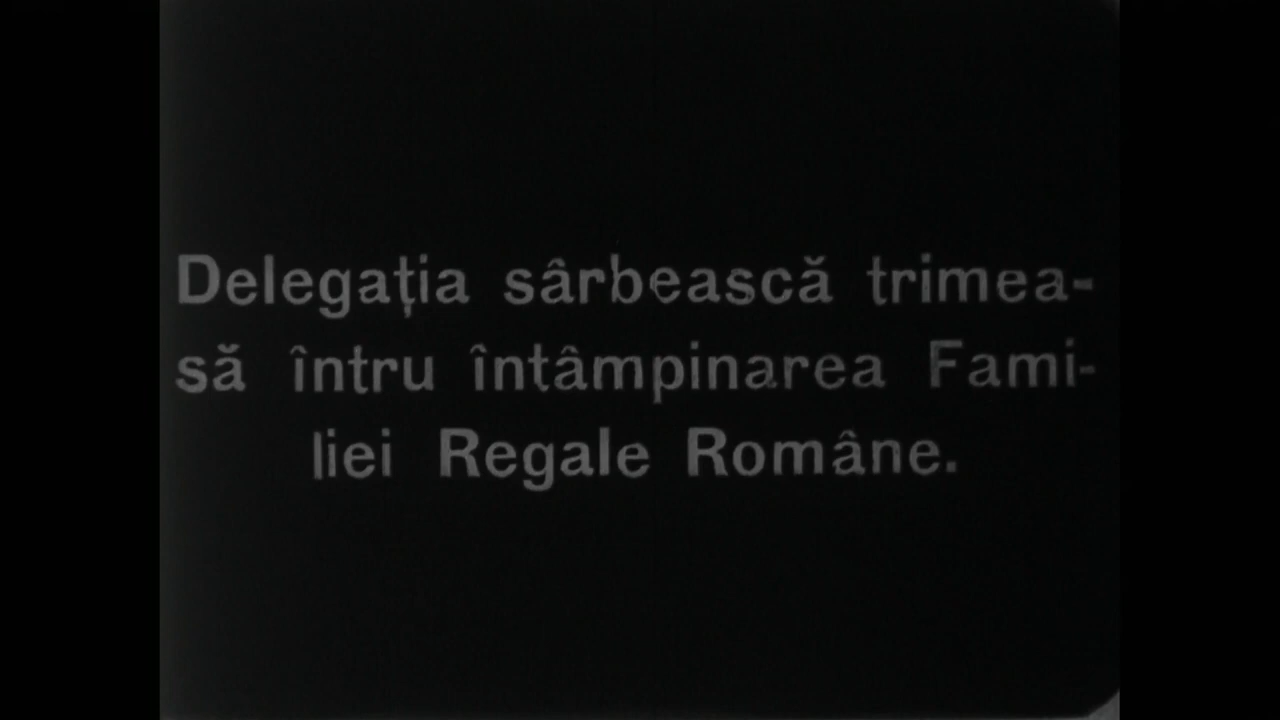 Delegația sârbească trimea-
să întru întâmpinarea Fami-
liei Regale Române.